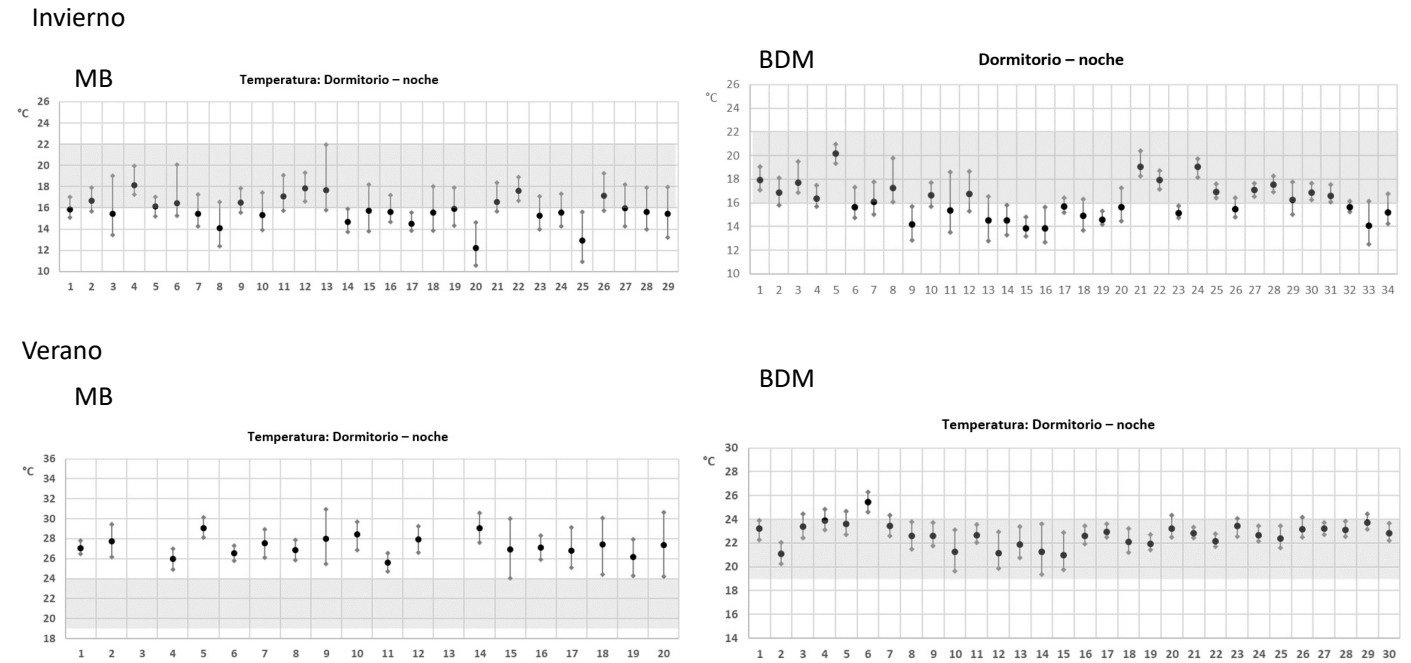 Invierno
MB
Temperatura: Dormitorio – noche
°C
26
24
22
20
18
16
14
12
10
1 2 3 4 5 6 7 8 9 10 11 12 13 14 15 16 17 18 19 20 21 22 23 24 25 26 27 28 29
BDM
Dormitorio – noche
°C
26
24
22
20
18
16
14
12
10
1 2 3 4 5 6 7 8 9 10 11 12 13 14 15 16 17 18 19 20 21 22 23 24 25 26 27 28 29 30 31 32 33 34
Verano
MB
Temperatura: Dormitorio – noche
°C
36
34
32
30
28
26
24
22
20
18
1 2 3 4 5 6 7 8 9 10 11 12 13 14 15 16 17 18 19 20
BDM
Temperatura: Dormitorio – noche
°C
30
28
26
24
22
20
18
16
14
1 2 3 4 5 6 7 8 9 10 11 12 13 14 15 16 17 18 19 20 21 22 23 24 25 26 27 28 29 30